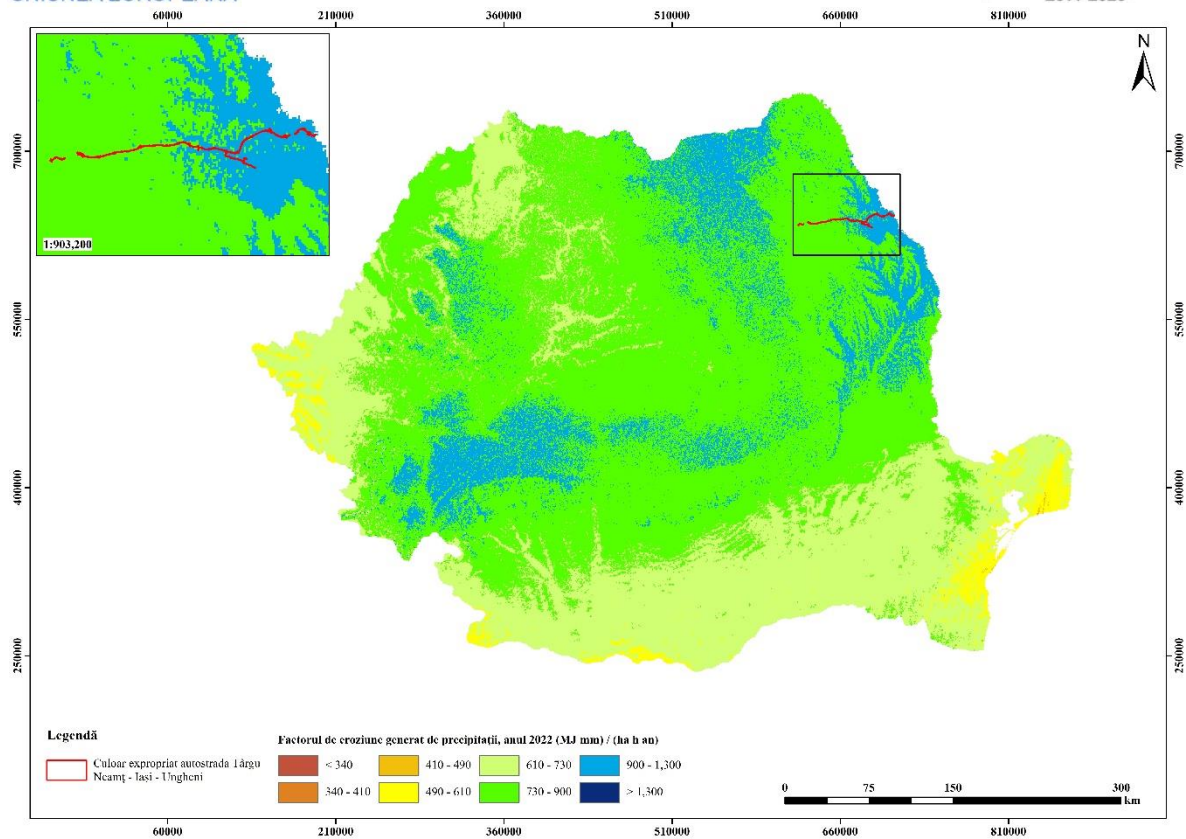 60000 210000 360000 510000 660000 810000
N
700000 700000
1:903,200
550000 550000
400000 400000
250000 250000
Legendă
Culoar expropriat autostrada Târgu
Neamț - Iași - Ungheni
Factorul de eroziune generat de precipitații, anul 2022 (MJ mm) / (ha h an)
< 340 410 - 490 610 - 730 900 - 1,300
340 - 410 490 - 610 730 - 900 > 1,300
0 75 150 300
km
60000 210000 360000 510000 660000 810000